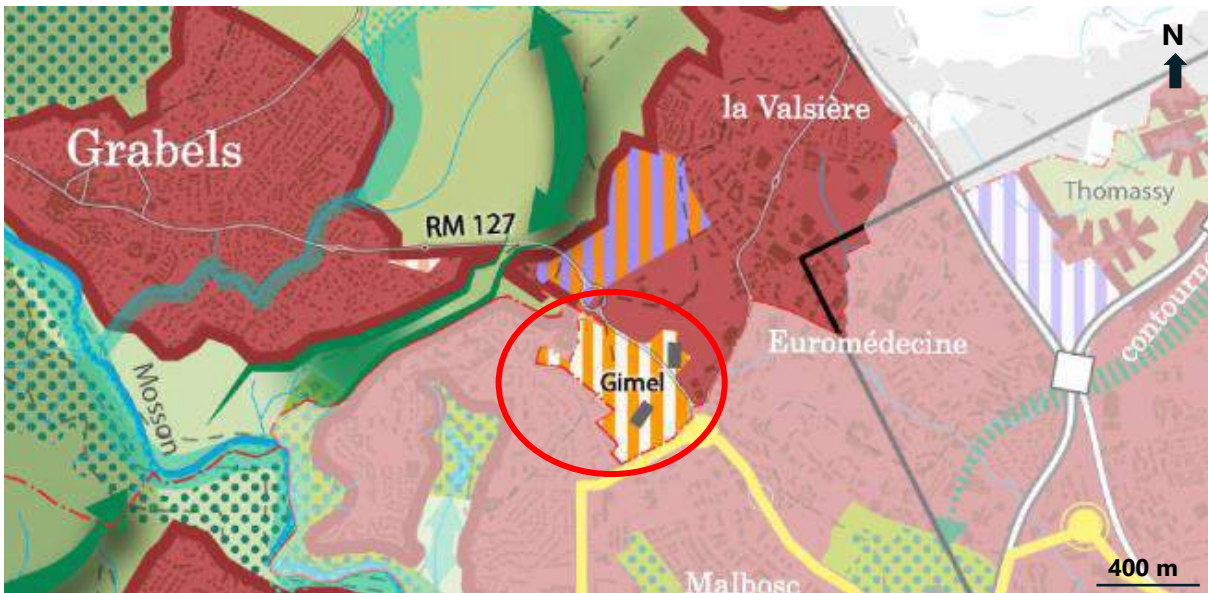 N
la Valsière
Grabels
Thomassy
RM 127
contourne
Euromédecine
Gimel
Mosson
Malbosc
400 m